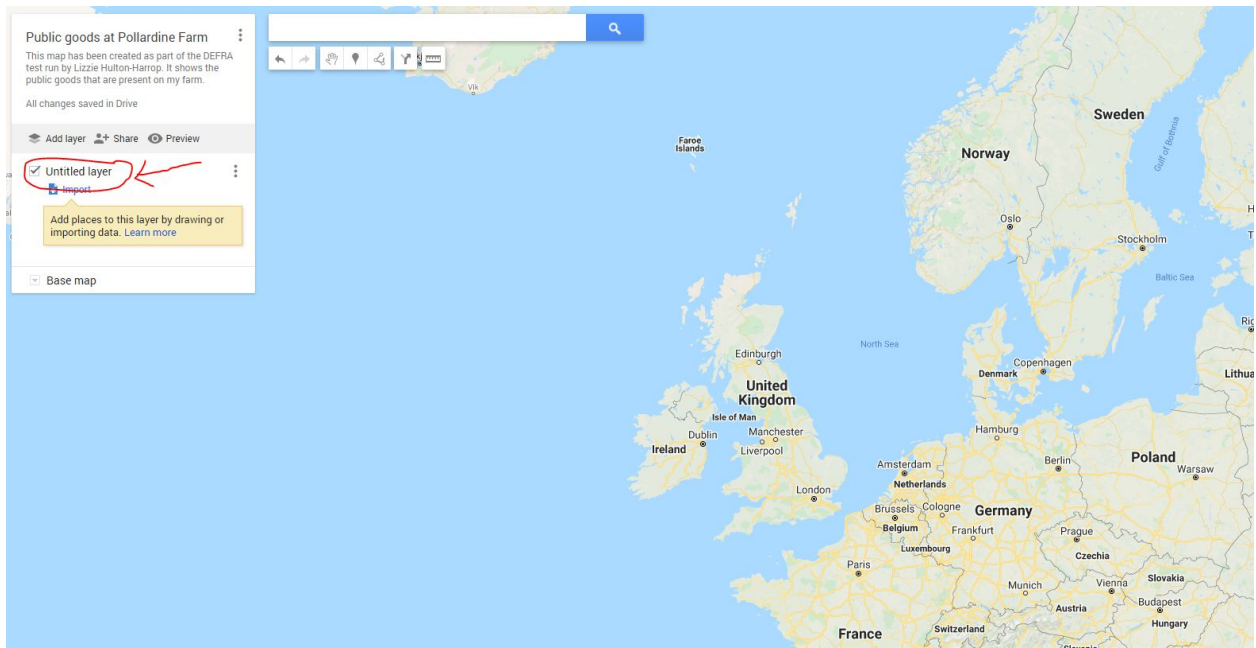 Public goods at Pollardine Farm
This map has been created as part of the DEFRA
test run by Lizzie Hulton-Harrop. It shows the
public goods that are present on my farm.
All changes saved in Drive
Add layer Share Preview
Untitled layer
Import
Add places to this layer by drawing or
importing data. Learn more
Base map
Vik
Faroe
Islands
Sweden
Gulf of Bothnia
Norway
Oslo
Stockholm
Baltic Sea
North Sea
Edinburgh
United
Kingdom
Isle of Man
Dublin
Manchester
Ireland
Liverpool
London
Copenhagen
Denmark
Lithua
Hamburg
Amsterdam
Netherlands
Berlin
Poland
Warsaw
Brussels
Cologne
Germany
Belgium
Frankfurt
Prague
Luxembourg
Czechia
Paris
Munich
Vienna
Slovakia
Austria
Budapest
Hungary
France
Switzerland